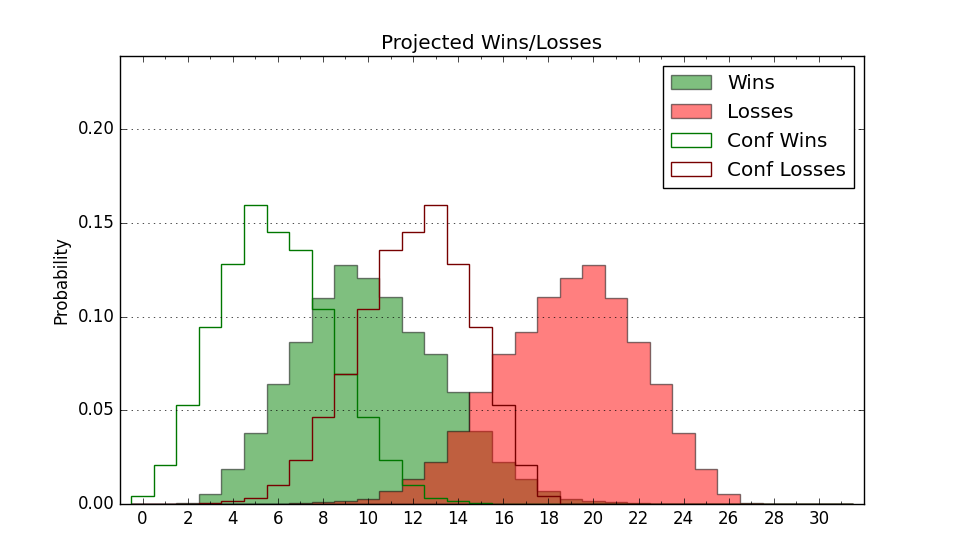 Projected Wins/Losses
Wins
Losses
Conf Wins
Conf Losses
Probability
0.20
0.15
0.10
0.05
0.00
0 2 4 6 8 10 12 14 16 18 20 22 24 26 28 30